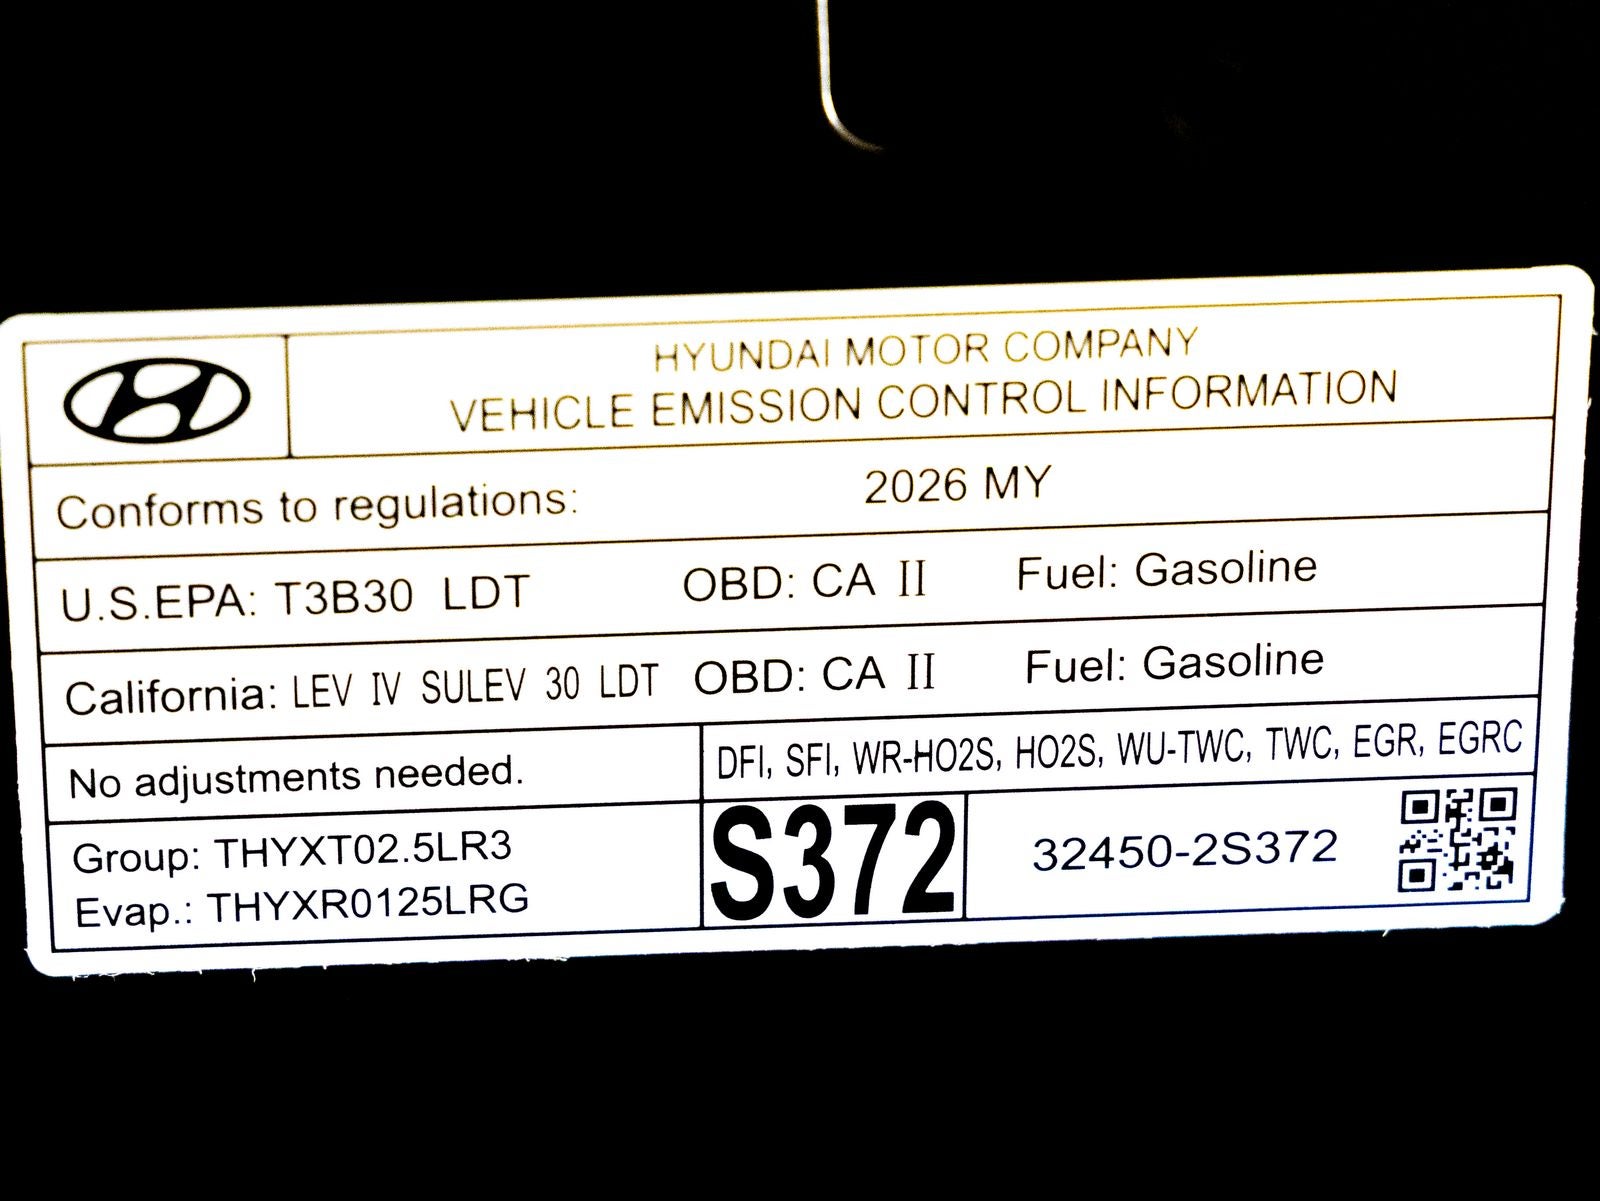 HYUNDAI MOTOR COMPANY
VEHICLE EMISSION CONTROL INFORMATION
Conforms to regulations: 2026 MY
U.S.EPA: T3B30 LDT OBD: CA II Fuel: Gasoline
California: LEV IV SULEV 30 LDT OBD: CA II Fuel: Gasoline
No adjustments needed.
DFI, SFI, WR-HO2S, HO2S, WU-TWC, TWC, EGR, EGRC
Group: THYXT02.5LR3
Evap.: THYXR0125LRG
S372
32450-2S372